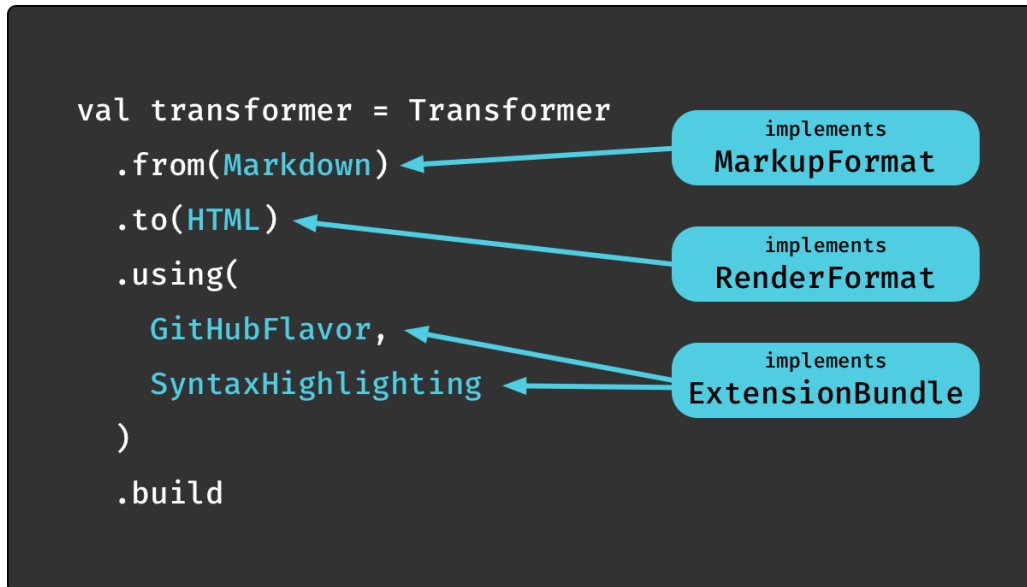 val transformer = Transformer
.from(Markdown)
.to(HTML)
.using(
GitHubFlavor,
SyntaxHighlighting
)
.build
implements
MarkupFormat
implements
RenderFormat
implements
ExtensionBundle